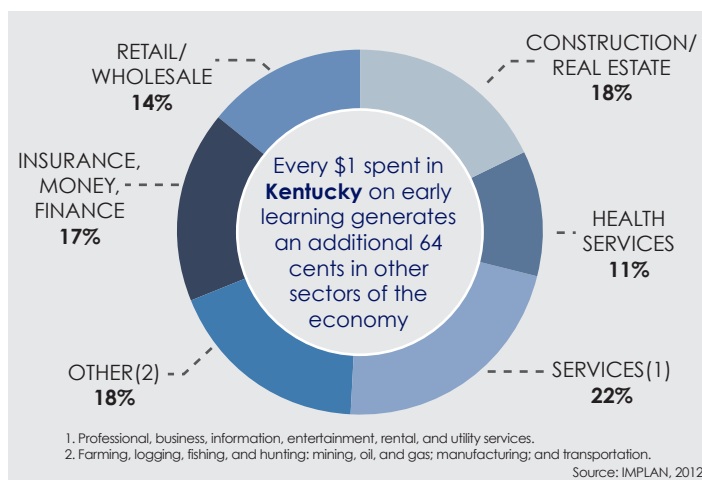 RETAIL/
WHOLESALE
14%
CONSTRUCTION/
REAL ESTATE
18%
INSURANCE,
MONEY,
FINANCE
17%
Every $1 spent in
Kentucky on early
learning generates
an additional 64
cents in other
sectors of the
economy
HEALTH
SERVICES
11%
OTHER(2)
18%
SERVICES(1)
22%
1. Professional, business, information, entertainment, rental, and utility services.
2. Farming, logging, fishing, and hunting: mining, oil, and gas; manufacturing; and transportation.
Source: IMPLAN, 2012